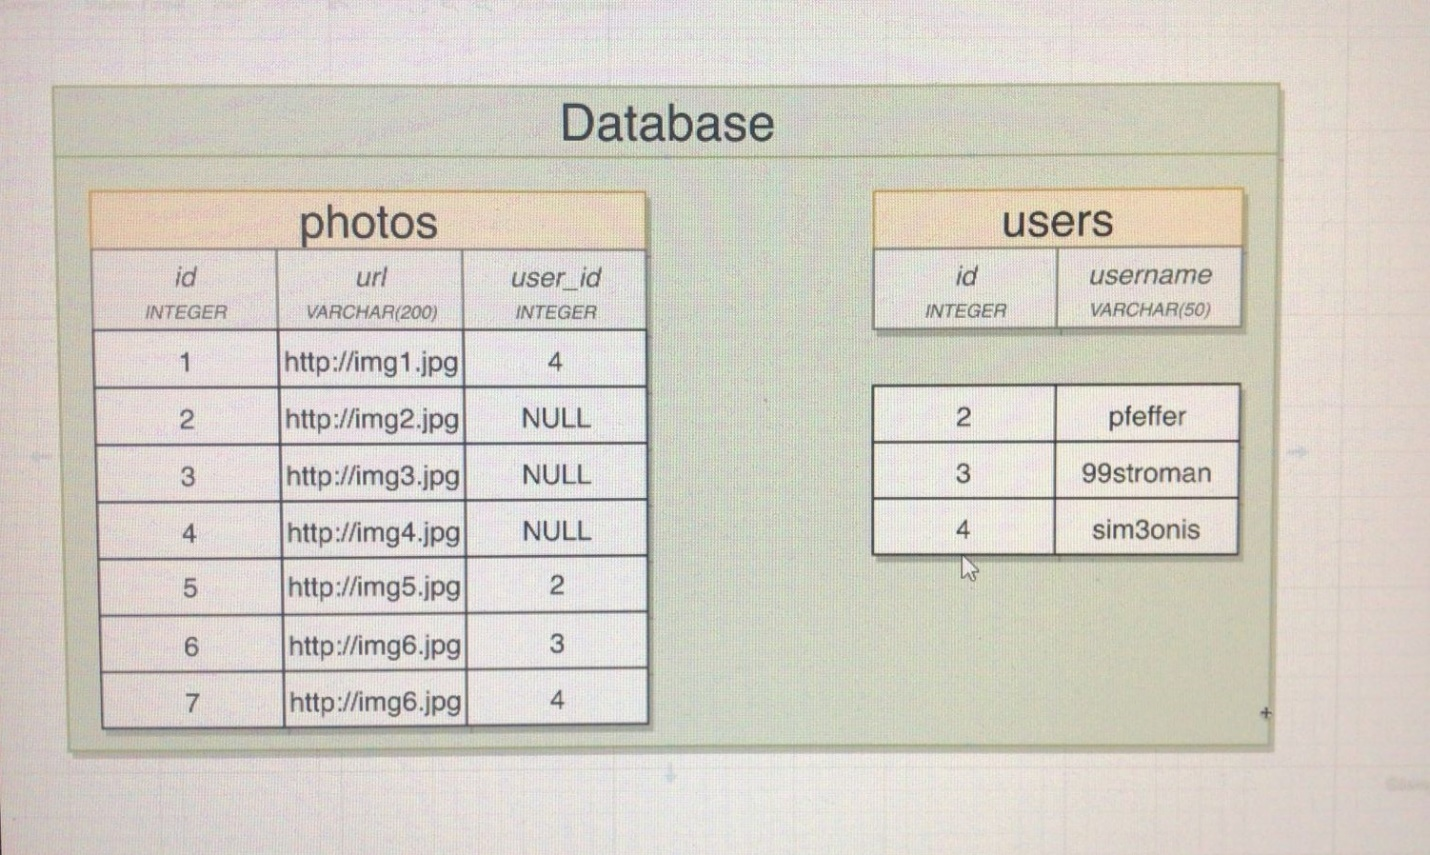 Database
photos
id url user_id
INTEGER VARCHAR(200) INTEGER
1 http://img1.jpg 4
2 http://img2.jpg NULL
3 http://img3.jpg NULL
4 http://img4.jpg NULL
5 http://img5.jpg 2
6 http://img6.jpg 3
7 http://img6.jpg 4
users
id username
INTEGER VARCHAR(50)
2 pfeffer
3 99stroman
4 sim3onis